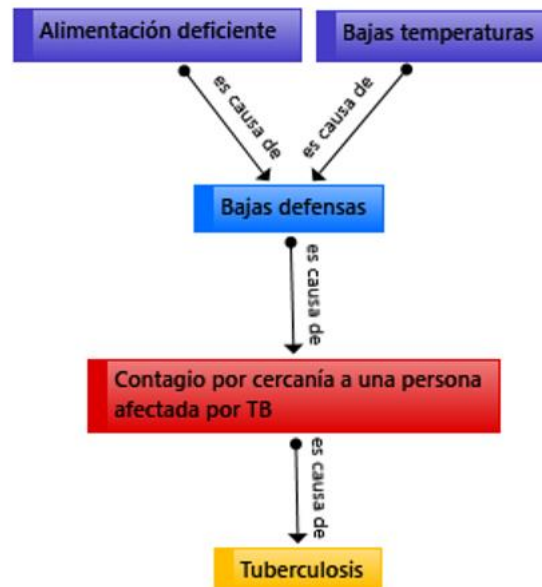 Alimentación deficiente
Bajas temperaturas
es causa de
es causa de
Bajas defensas
es causa de
Contagio por cercanía a una persona
afectada por TB
es causa de
Tuberculosis